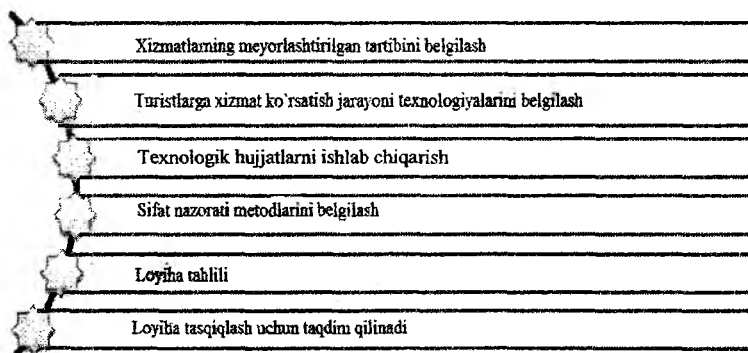 Xizmatlarning meyorlashtirilgan tartibini belgilash
Turistlarga xizmat ko`rsatish jarayoni texnologiyalarini belgilash
Texnologik hujjatlarni ishlab chiqarish
Sifat nazorati metodlarini belgilash
Loyiha tahlili
Loyiha tasqiqlash uchun taqdim qilinadi